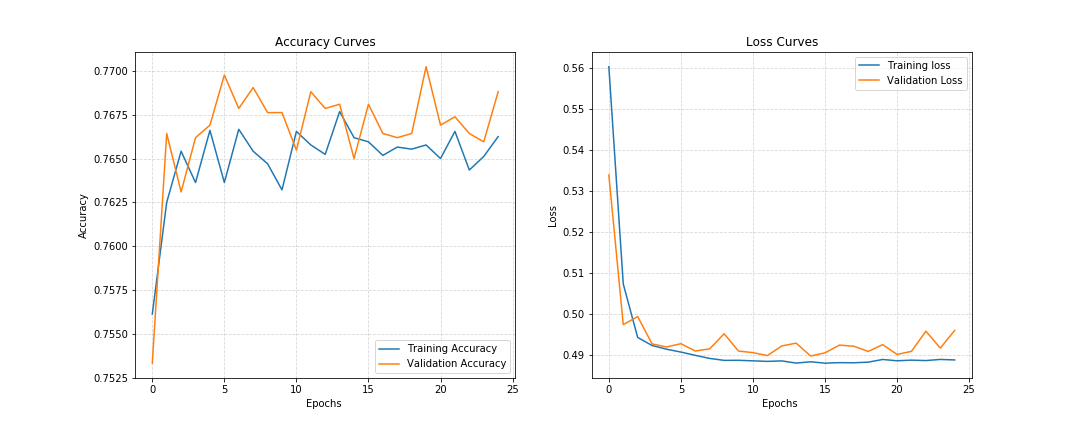 Accuracy Curves
0.7700
0.7675
0.7650
0.7625
0.7600
0.7575
0.7550
0.7525
Accuracy
0
5
10
15
20
25
Epochs
Training Accuracy
Validation Accuracy
Loss Curves
0.56
0.55
0.54
0.53
0.52
0.51
0.50
0.49
Loss
0
5
10
15
20
25
Epochs
Training loss
Validation Loss